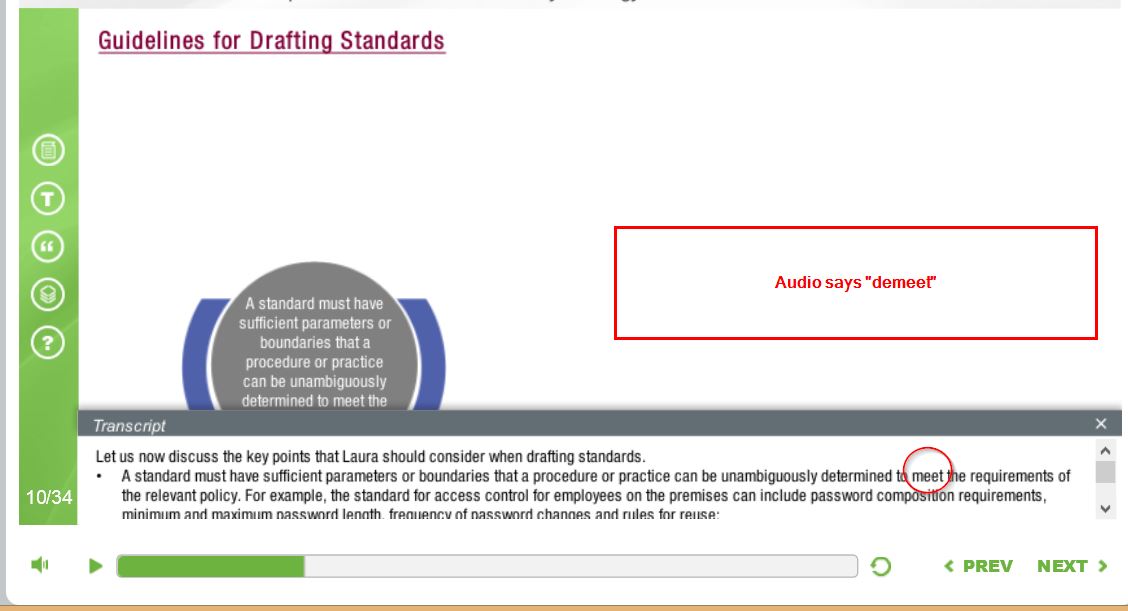 Guidelines for Drafting Standards
A standard must have
sufficient parameters or
boundaries that a
procedure or practice
can be unambiguously
determined to meet the
Audio says "demeet"
Transcript
Let us now discuss the key points that Laura should consider when drafting standards.
• A standard must have sufficient parameters or boundaries that a procedure or practice can be unambiguously determined to meet the requirements of
the relevant policy. For example, the standard for access control for employees on the premises can include password composition requirements,
minimum and maximum password length, frequency of password changes and rules for reuse;
10/34
PREV NEXT